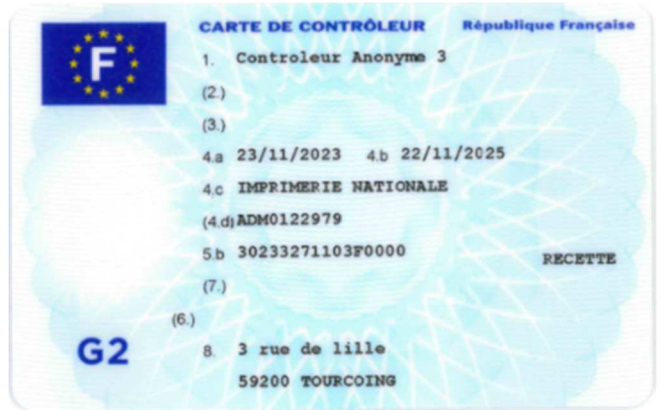 F
CARTE DE CONTRÔLEUR République Française
1. Controleur Anonyme 3
(2.)
(3.)
4.a 23/11/2023 4.b 22/11/2025
4.c IMPRIMERIE NATIONALE
(4.d) ADM0122979
5.b 30233271103F0000
RECETTE
(7.)
(6.)
G2
8. 3 rue de lille
59200 TOURCOING